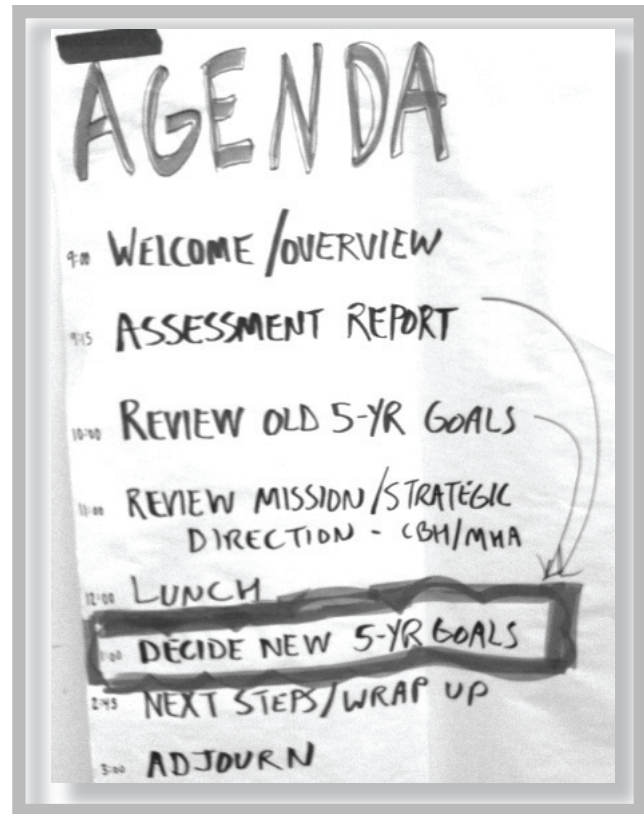 AGENDA
9:00 WELCOME/OVERVIEW
9:15 ASSESSMENT REPORT
10:00 REVIEW OLD 5-YR GOALS
11:00 REVIEW MISSION/STRATEGIC
DIRECTION - CBH/MHA
12:00 LUNCH
1:00 DECIDE NEW 5-YR GOALS
2:45 NEXT STEPS/WRAP UP
3:00 ADJOURN